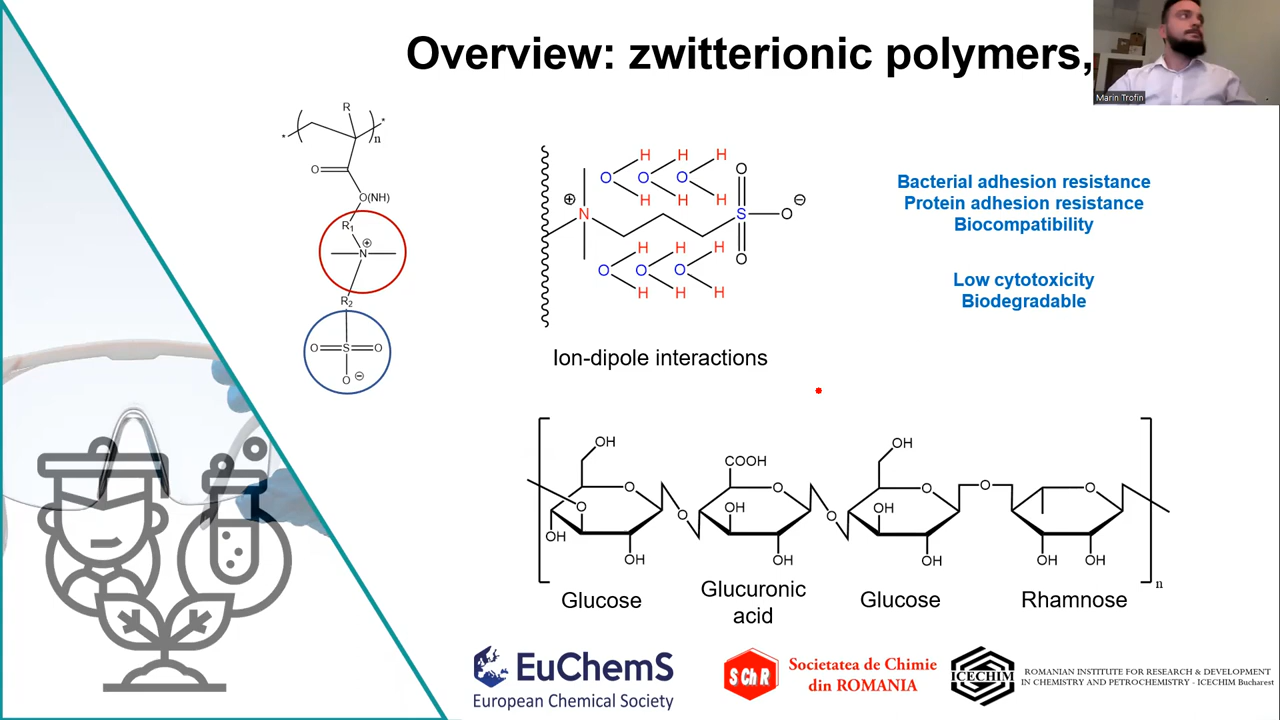 Overview: zwitterionic polymers,
Marin Trofin
R
*
*
n
O
O(NH)
R1
⊕
N
R2
O
S
O
O
⊖
H H H
O O O
H H H
⊕
N
O
S
O
⊖
O
H H H
O O O
H H H
Ion-dipole interactions
Bacterial adhesion resistance
Protein adhesion resistance
Biocompatibility
Low cytotoxicity
Biodegradable
OH
COOH
OH
O
O
O
O
O
OH
OH
O
O
O
OH
OH
OH
OH
OH
OH
n
Glucose
Glucuronic
acid
Glucose
Rhamnose
EuChemS
European Chemical Society
SChR
Societatea de Chimie
din ROMANIA
ICECHIM
ROMANIAN INSTITUTE FOR RESEARCH & DEVELOPMENT
IN CHEMISTRY AND PETROCHEMISTRY - ICECHIM Bucharest